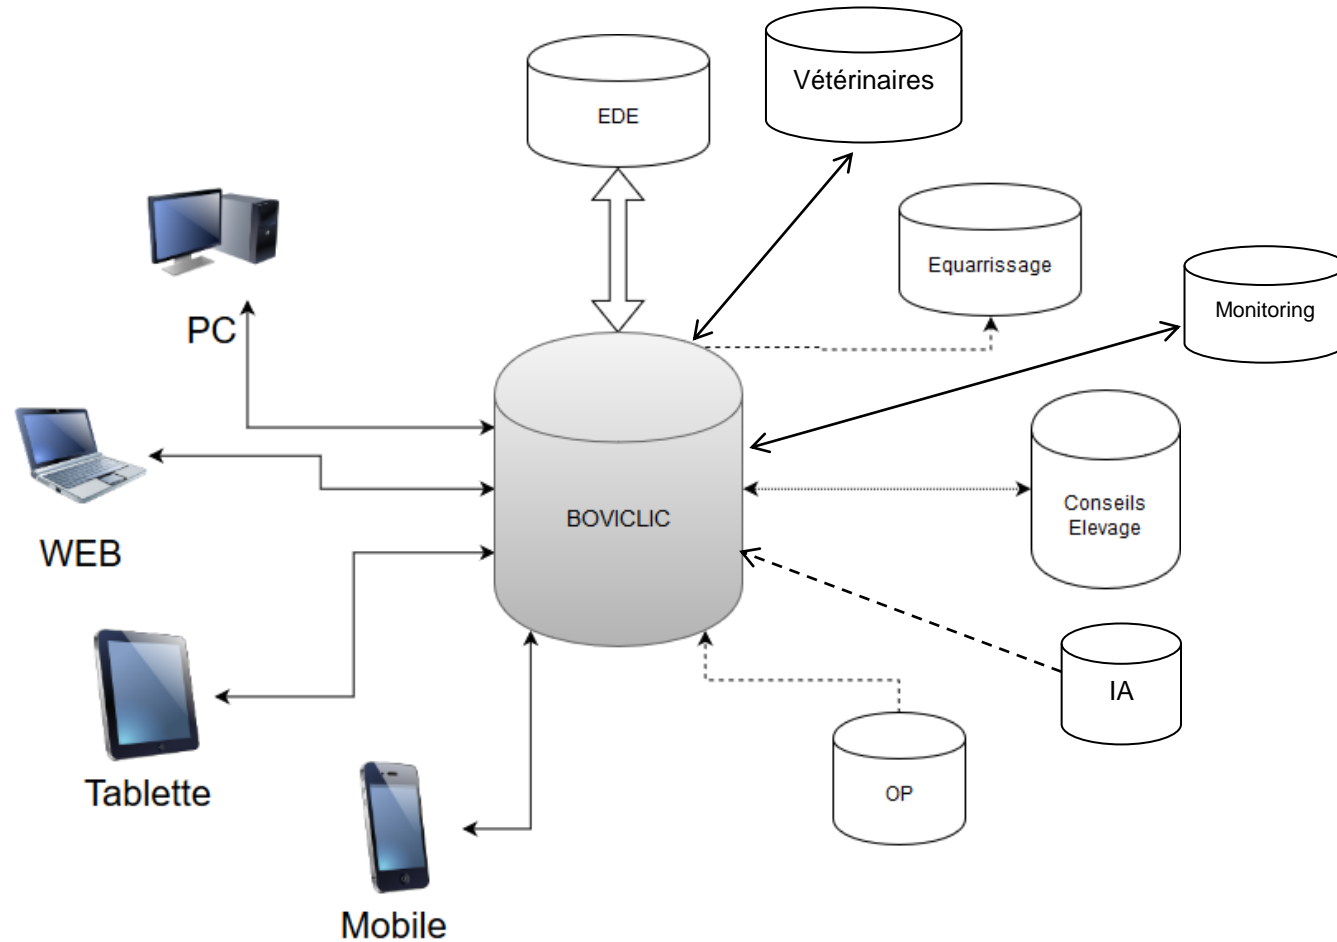 Vétérinaires
EDE
Equarrissage
PC
Monitoring
Conseils
Elevage
BOVICLIC
WEB
IA
Tablette
OP
Mobile